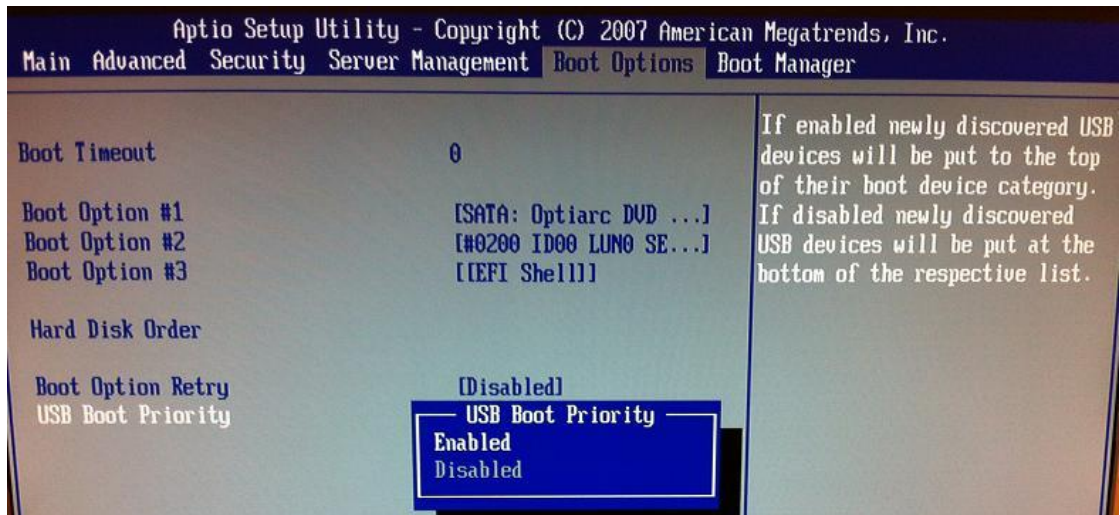 Aptio Setup Utility - Copyright (C) 2007 American Megatrends, Inc.
Main Advanced Security Server Management Boot Options Boot Manager
Boot Timeout 0
Boot Option #1 [SATA: Optiarc DVD ...]
Boot Option #2 [#0200 ID00 LUN0 SE...]
Boot Option #3 [[EFI Shell]]
Hard Disk Order
Boot Option Retry [Disabled]
USB Boot Priority
USB Boot Priority
Enabled
Disabled
If enabled newly discovered USB
devices will be put to the top
of their boot device category.
If disabled newly discovered
USB devices will be put at the
bottom of the respective list.